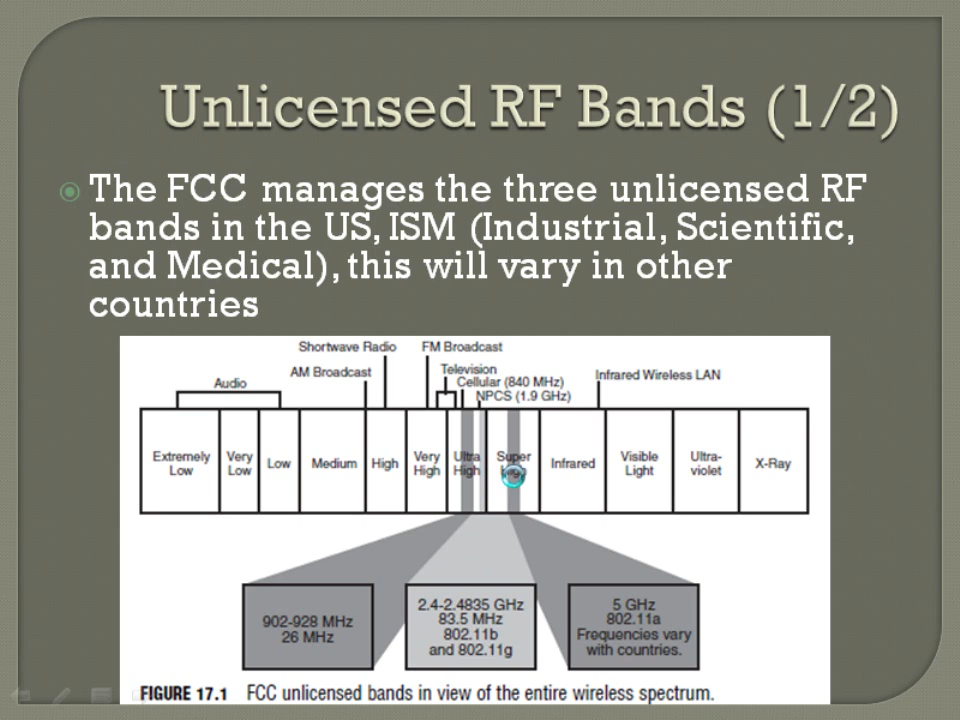 Unlicensed RF Bands (1/2)
The FCC manages the three unlicensed RF
bands in the US, ISM (Industrial, Scientific,
and Medical), this will vary in other
countries
Shortwave Radio
FM Broadcast
AM Broadcast
Television
Audio
Cellular (840 MHz)
NPCS (1.9 GHz)
Infrared Wireless LAN
Extremely
Low
Very
Low
Low
Medium
High
Very
High
Ultra
High
Super
High
Infrared
Visible
Light
Ultra-
violet
X-Ray
902-928 MHz
26 MHz
2.4-2.4835 GHz
83.5 MHz
802.11b
and 802.11g
5 GHz
802.11a
Frequencies vary
with countries.
FIGURE 17.1 FCC unlicensed bands in view of the entire wireless spectrum.